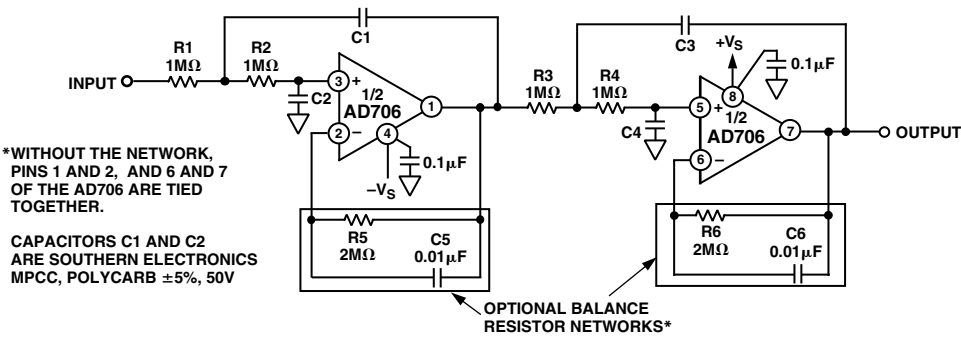 INPUT
R1
1MΩ
R2
1MΩ
C1
C2
3
+
1/2
AD706
2
–
4
1
0.1μF
–VS
R3
1MΩ
R4
1MΩ
C3
C4
+VS
0.1μF
8
5
+
1/2
AD706
6
–
7
OUTPUT
*WITHOUT THE NETWORK,
PINS 1 AND 2, AND 6 AND 7
OF THE AD706 ARE TIED
TOGETHER.
CAPACITORS C1 AND C2
ARE SOUTHERN ELECTRONICS
MPCC, POLYCARB ±5%, 50V
R5
2MΩ
C5
0.01μF
R6
2MΩ
C6
0.01μF
OPTIONAL BALANCE
RESISTOR NETWORKS*